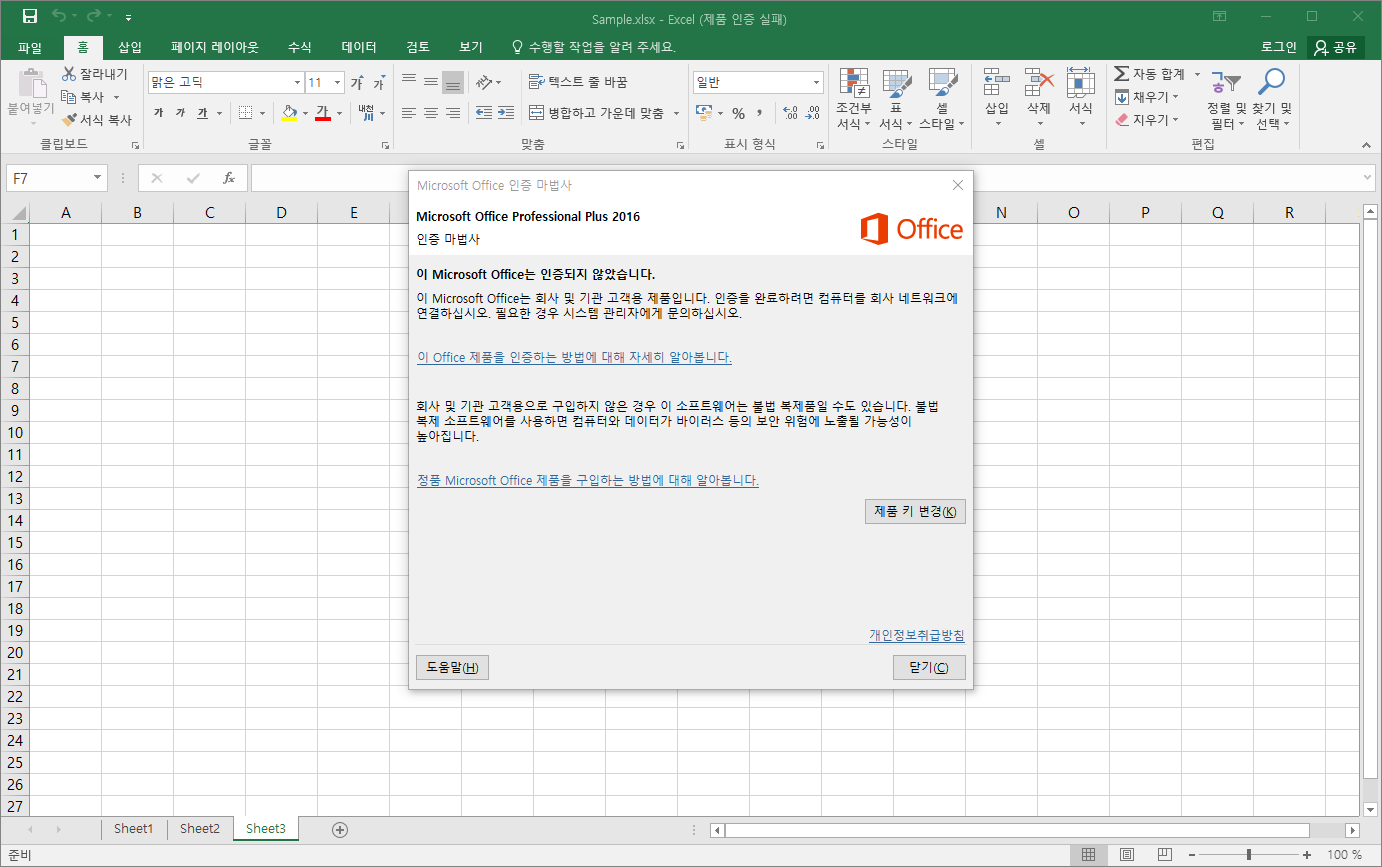 Sample.xlsx - Excel (제품 인증 실패)
파일 홈 삽입 페이지 레이아웃 수식 데이터 검토 보기 수행할 작업을 알려 주세요. 로그인 공유
붙여넣기
잘라내기
복사
서식 복사
클립보드
맑은 고딕 11
가 가
가 가 가 가 내천 川
글꼴
텍스트 줄 바꿈
병합하고 가운데 맞춤
맞춤
일반
% ,
.00 .0
표시 형식
조건부 서식
표 서식
셀 스타일
스타일
삽입 삭제 서식
셀
자동 합계
채우기
지우기
정렬 및 필터
찾기 및 선택
편집
F7 fx
A B C D E N O P Q R
1
2
3
4
5
6
7
8
9
10
11
12
13
14
15
16
17
18
19
20
21
22
23
24
25
26
27
Microsoft Office 인증 마법사
Microsoft Office Professional Plus 2016
인증 마법사
Office
이 Microsoft Office는 인증되지 않았습니다.
이 Microsoft Office는 회사 및 기관 고객용 제품입니다. 인증을 완료하려면 컴퓨터를 회사 네트워크에
연결하십시오. 필요한 경우 시스템 관리자에게 문의하십시오.
이 Office 제품을 인증하는 방법에 대해 자세히 알아봅니다.
회사 및 기관 고객용으로 구입하지 않은 경우 이 소프트웨어는 불법 복제품일 수도 있습니다. 불법
복제 소프트웨어를 사용하면 컴퓨터와 데이터가 바이러스 등의 보안 위험에 노출될 가능성이
높아집니다.
정품 Microsoft Office 제품을 구입하는 방법에 대해 알아봅니다.
제품 키 변경(K)
개인정보취급방침
도움말(H) 닫기(C)
Sheet1 Sheet2 Sheet3
준비 100 %